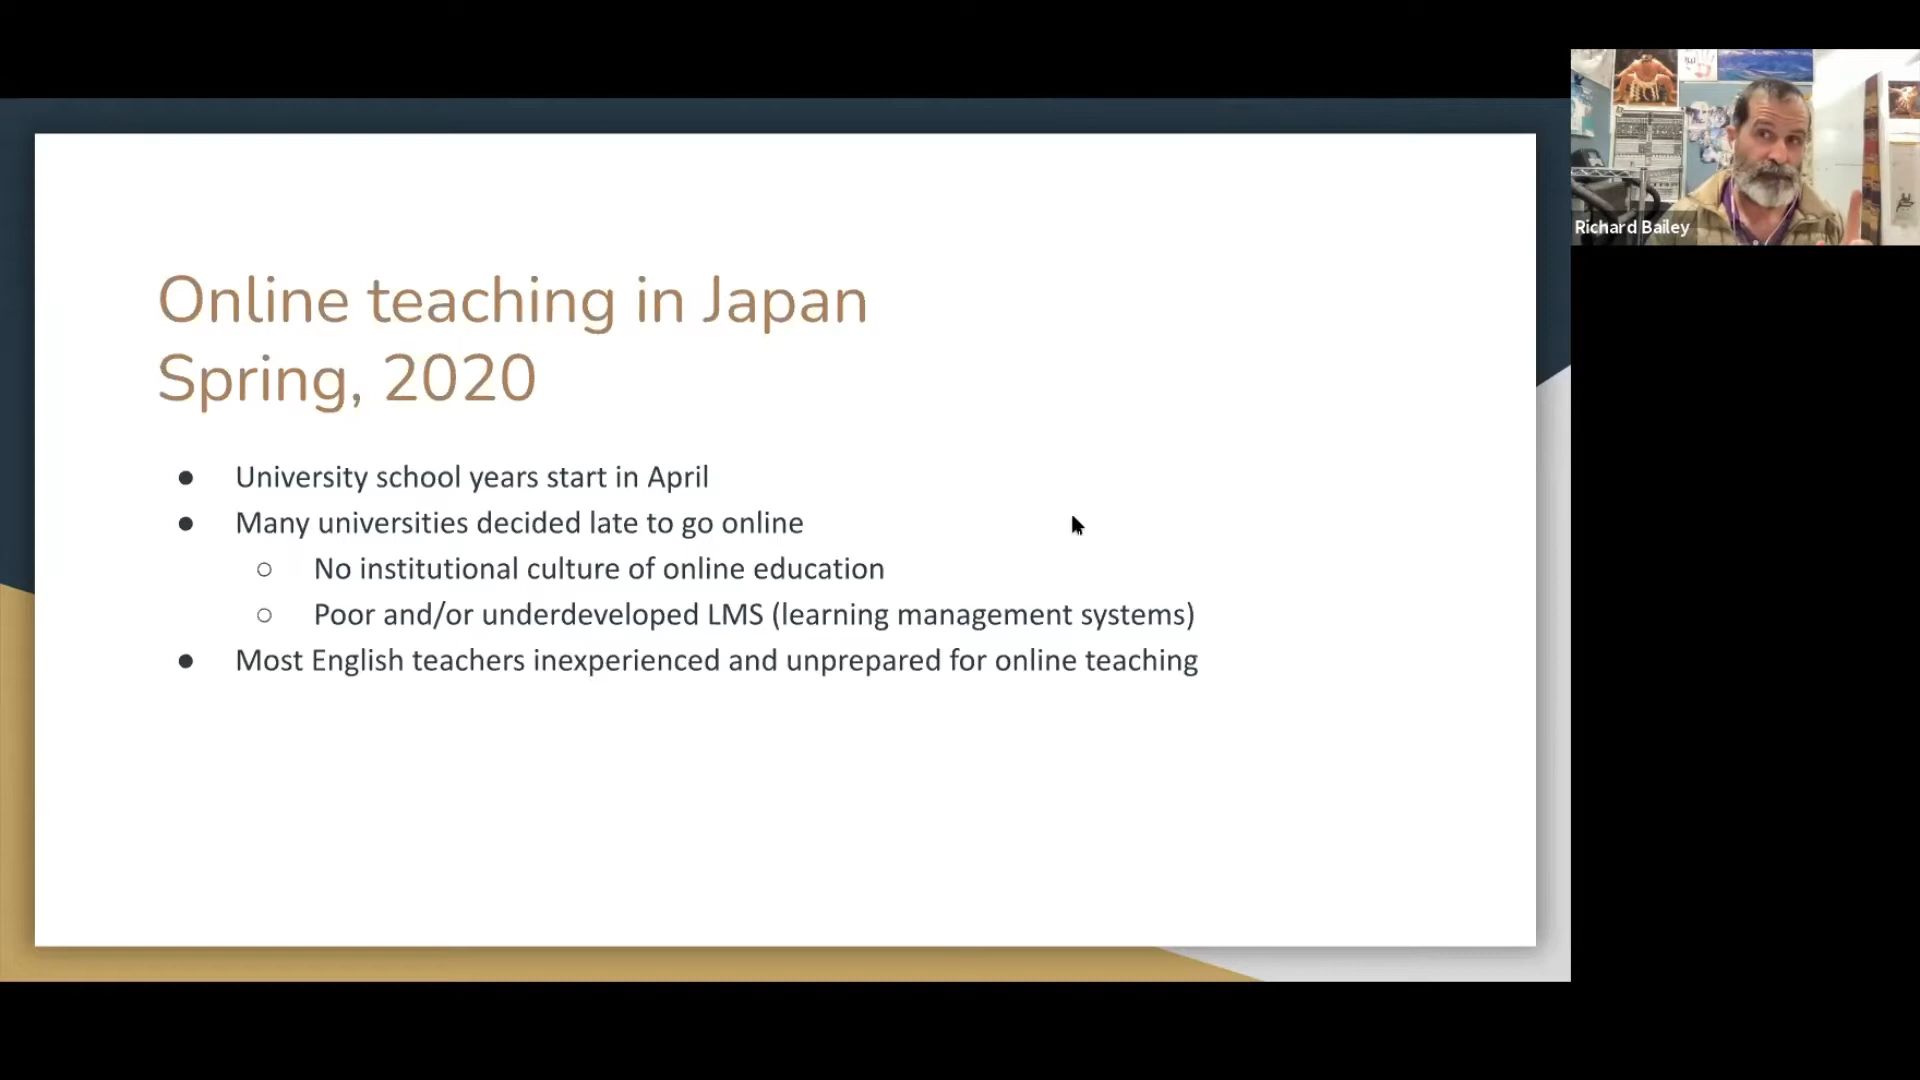 Online teaching in Japan
Spring, 2020
● University school years start in April
● Many universities decided late to go online
○ No institutional culture of online education
○ Poor and/or underdeveloped LMS (learning management systems)
● Most English teachers inexperienced and unprepared for online teaching
Richard Bailey